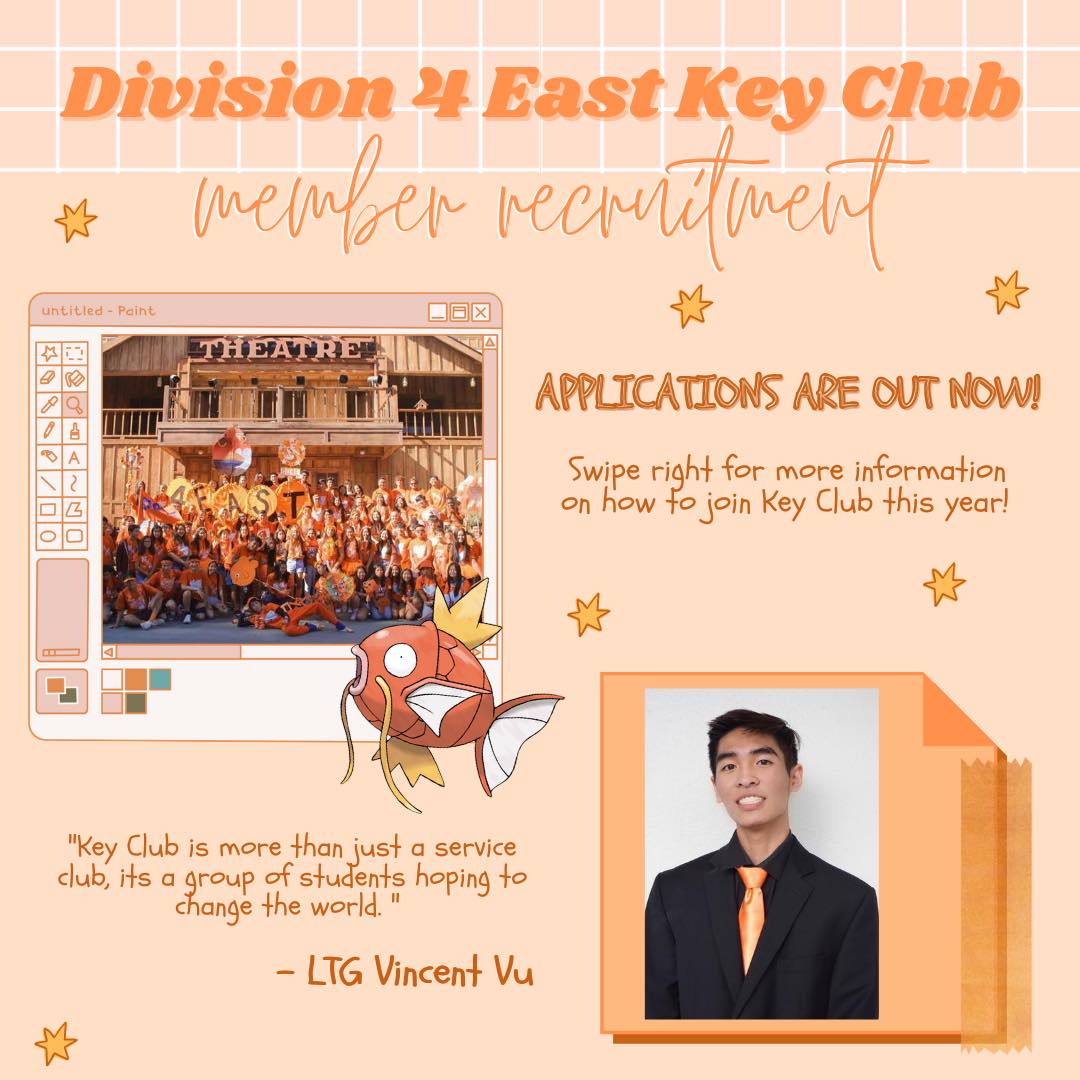 Division 4 East Key Club
member recruitment
untitled - Paint
A
THEATRE
D4EAST
APPLICATIONS ARE OUT NOW!
Swipe right for more information
on how to join Key Club this year!
"Key Club is more than just a service
club, its a group of students hoping to
change the world. "
- LTG Vincent Vu